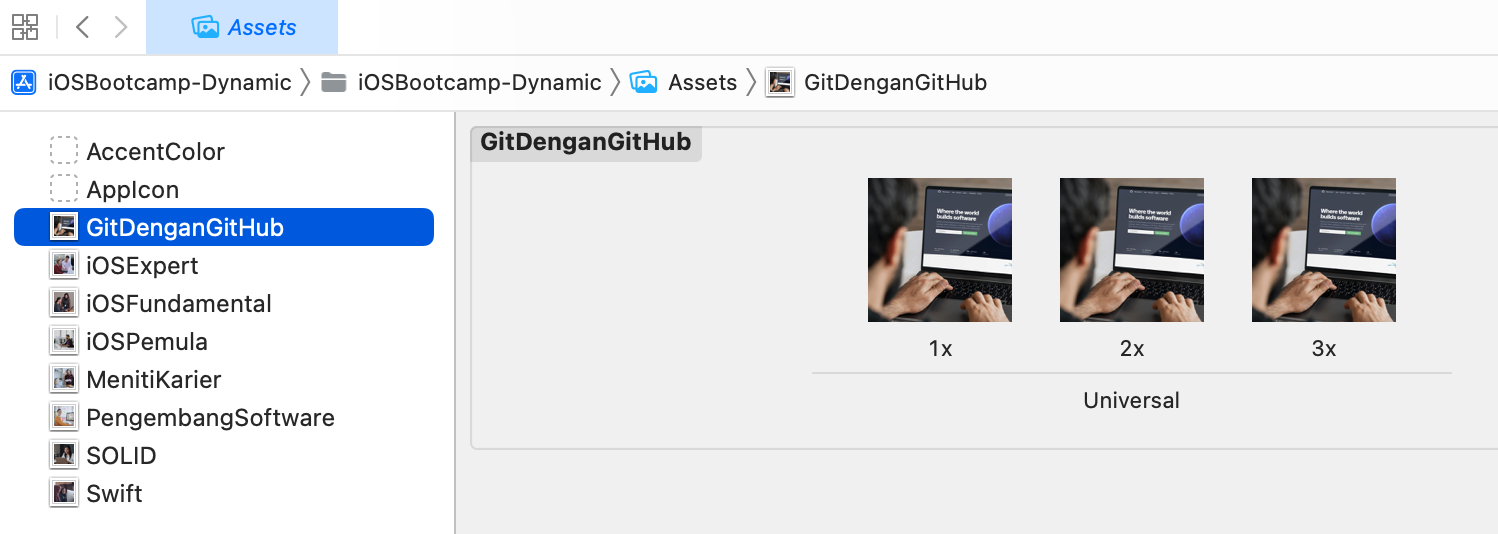 Assets
iOSBootcamp-Dynamic
iOSBootcamp-Dynamic
Assets
GitDenganGitHub
AccentColor
AppIcon
GitDenganGitHub
iOSExpert
iOSFundamental
iOSPemula
MenitiKarier
PengembangSoftware
SOLID
Swift
GitDenganGitHub
Where the world
builds software
Where the world
builds software
Where the world
builds software
1x
2x
3x
Universal